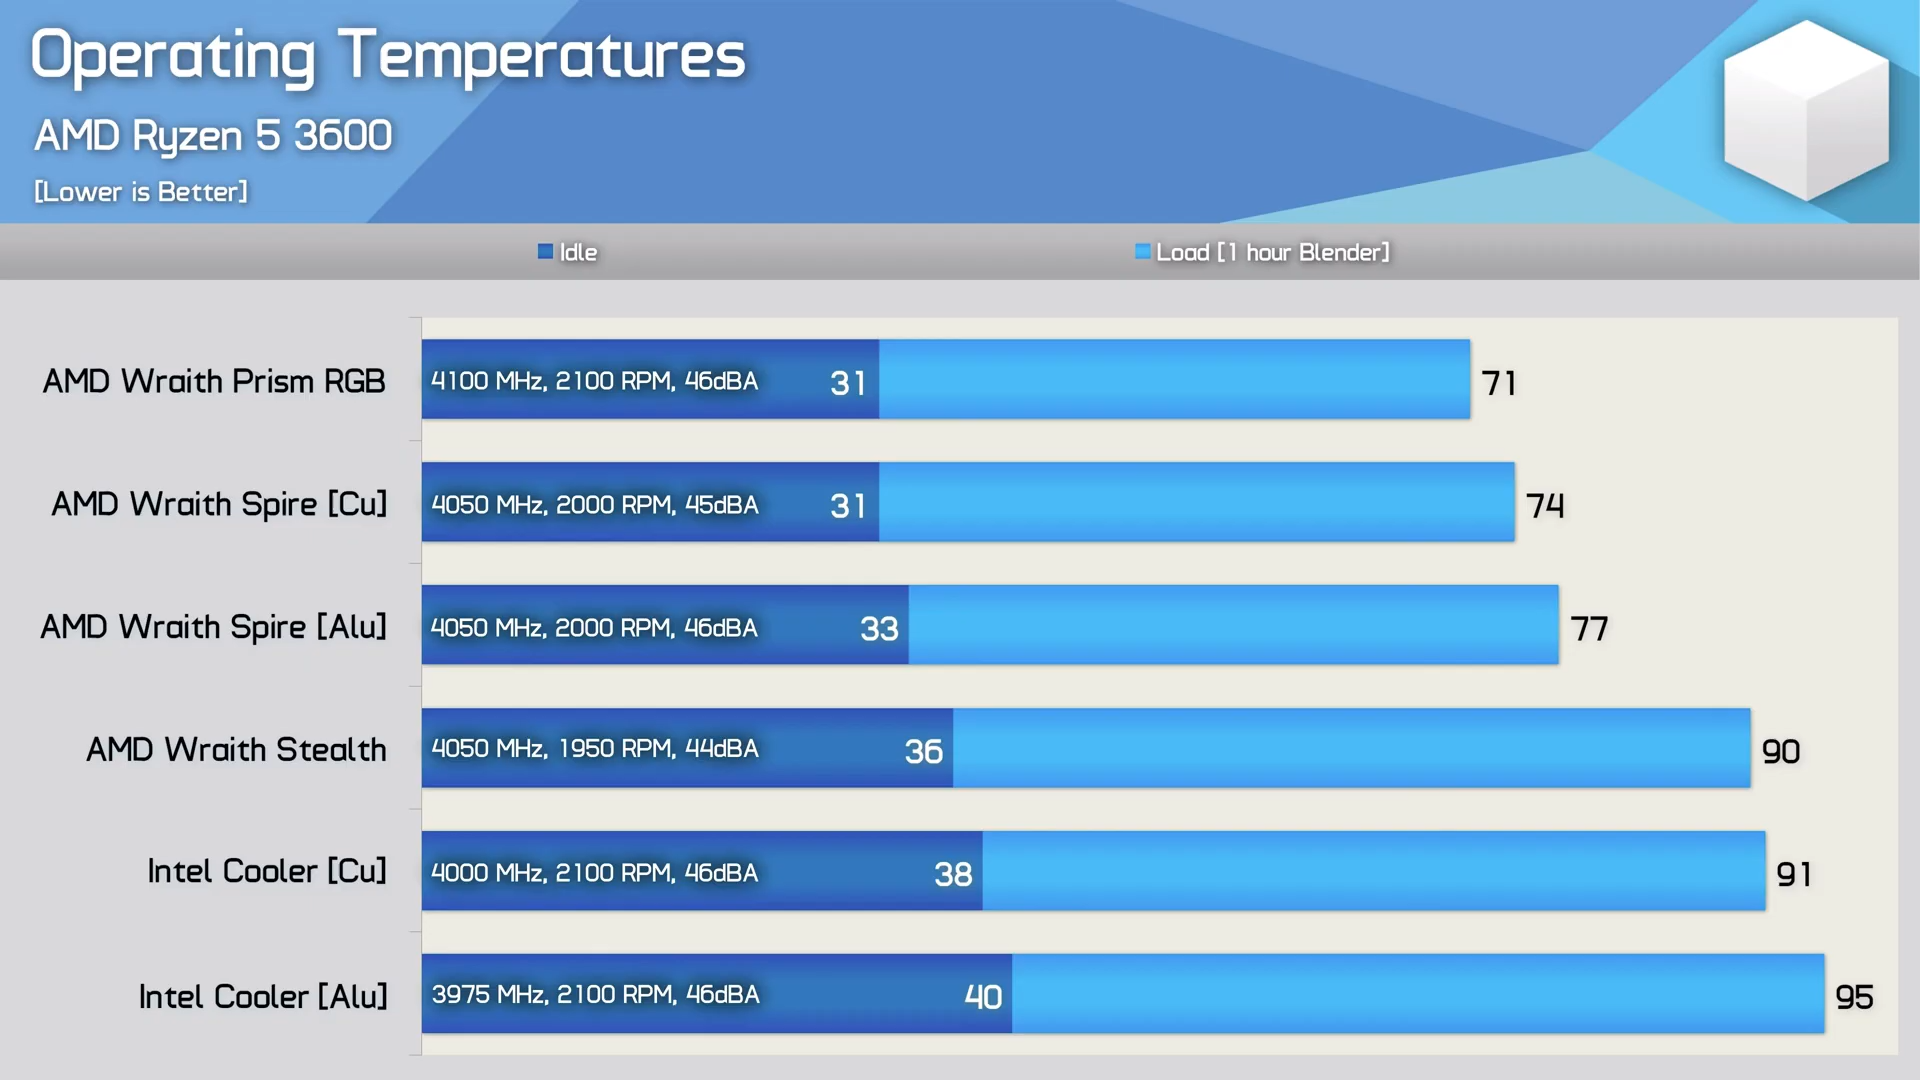 Operating Temperatures
AMD Ryzen 5 3600
[Lower is Better]
Idle
Load [1 hour Blender]
AMD Wraith Prism RGB
4100 MHz, 2100 RPM, 46dBA
31
71
AMD Wraith Spire [Cu]
4050 MHz, 2000 RPM, 45dBA
31
74
AMD Wraith Spire [Alu]
4050 MHz, 2000 RPM, 46dBA
33
77
AMD Wraith Stealth
4050 MHz, 1950 RPM, 44dBA
36
90
Intel Cooler [Cu]
4000 MHz, 2100 RPM, 46dBA
38
91
Intel Cooler [Alu]
3975 MHz, 2100 RPM, 46dBA
40
95